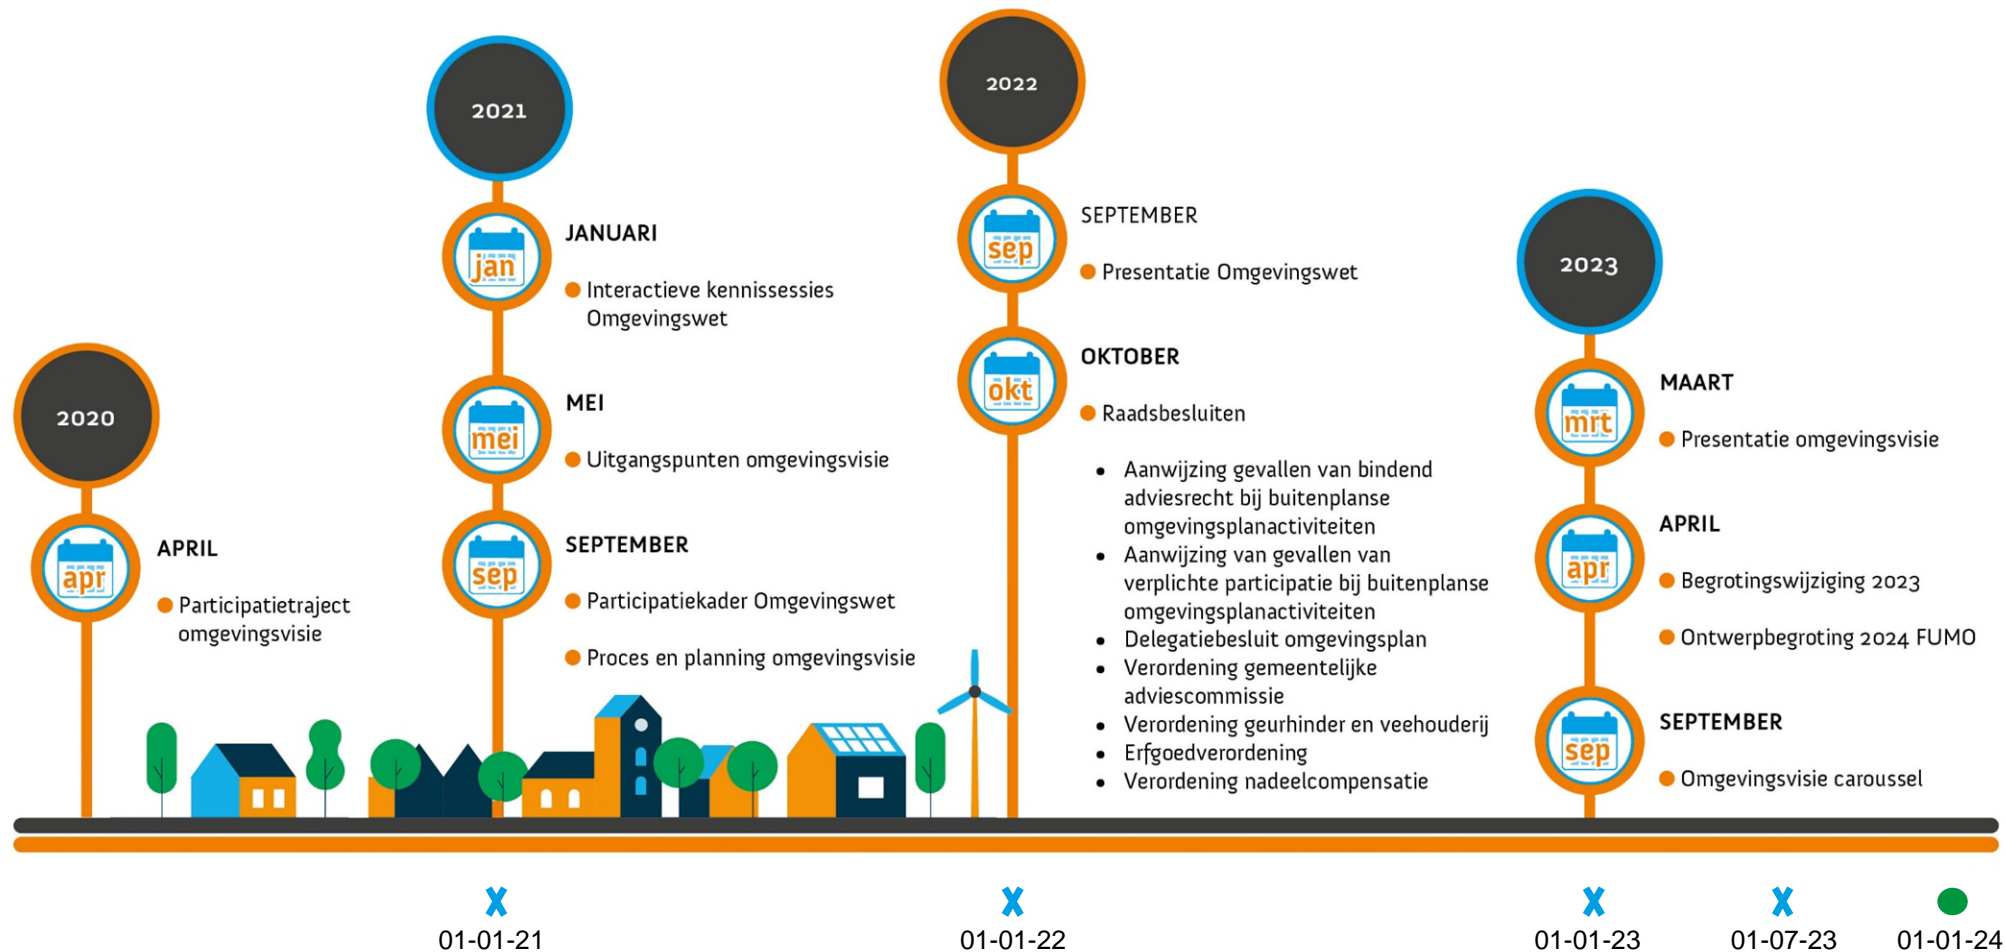 2020
apr
APRIL
Participatietraject
omgevingsvisie
2021
jan
JANUARI
Interactieve kennissessies
Omgevingswet
mei
MEI
Uitgangspunten omgevingsvisie
sep
SEPTEMBER
Participatiekader Omgevingswet
Proces en planning omgevingsvisie
2022
sep
SEPTEMBER
Presentatie Omgevingswet
okt
OKTOBER
Raadsbesluiten
Aanwijzing gevallen van bindend
adviesrecht bij buitenplanse
omgevingsplanactiviteiten
Aanwijzing van gevallen van
verplichte participatie bij buitenplanse
omgevingsplanactiviteiten
Delegatiebesluit omgevingsplan
Verordening gemeentelijke
adviescommissie
Verordening geurhinder en veehouderij
Erfgoedverordening
Verordening nadeelcompensatie
2023
mrt
MAART
Presentatie omgevingsvisie
apr
APRIL
Begrotingswijziging 2023
Ontwerpbegroting 2024 FUMO
sep
SEPTEMBER
Omgevingsvisie caroussel
01-01-21
01-01-22
01-01-23
01-07-23
01-01-24